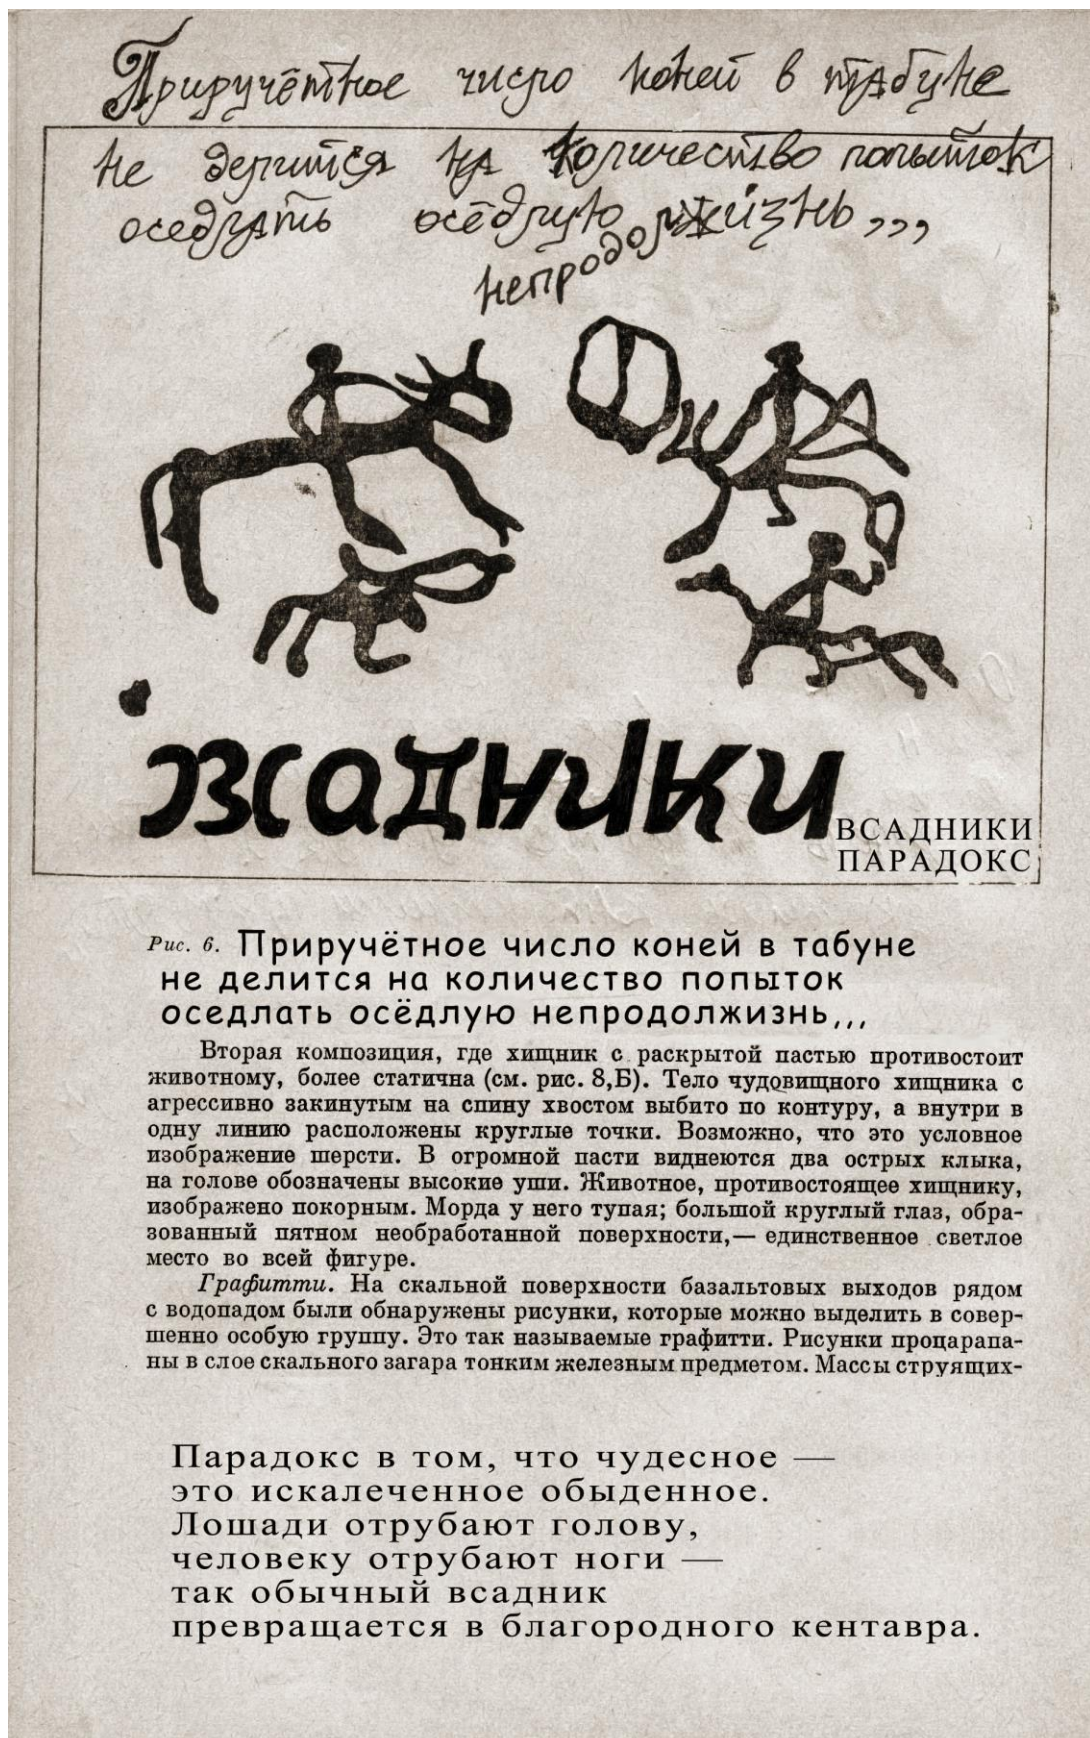 Приручётное число коней в табуне
не делится на количество попыток
оседлать осёдлую непродолжизнь,,,
жсадники
ВСАДНИКИ
ПАРАДОКС
Рис. 6. Приручётное число коней в табуне
не делится на количество попыток
оседлать осёдлую непродолжизнь,,,
Вторая композиция, где хищник с раскрытой пастью противостоит
животному, более статична (см. рис. 8,Б). Тело чудовищного хищника с
агрессивно закинутым на спину хвостом выбито по контуру, а внутри в
одну линию расположены круглые точки. Возможно, что это условное
изображение шерсти. В огромной пасти виднеются два острых клыка,
на голове обозначены высокие уши. Животное, противостоящее хищнику,
изображено покорным. Морда у него тупая; большой круглый глаз, обра-
зованный пятном необработанной поверхности,— единственное светлое
место во всей фигуре.
Графитти. На скальной поверхности базальтовых выходов рядом
с водопадом были обнаружены рисунки, которые можно выделить в совер-
шенно особую группу. Это так называемые графитти. Рисунки процарапа-
ны в слое скального загара тонким железным предметом. Массы струящих-
Парадокс в том, что чудесное —
это искалеченное обыденное.
Лошади отрубают голову,
человеку отрубают ноги —
так обычный всадник
превращается в благородного кентавра.